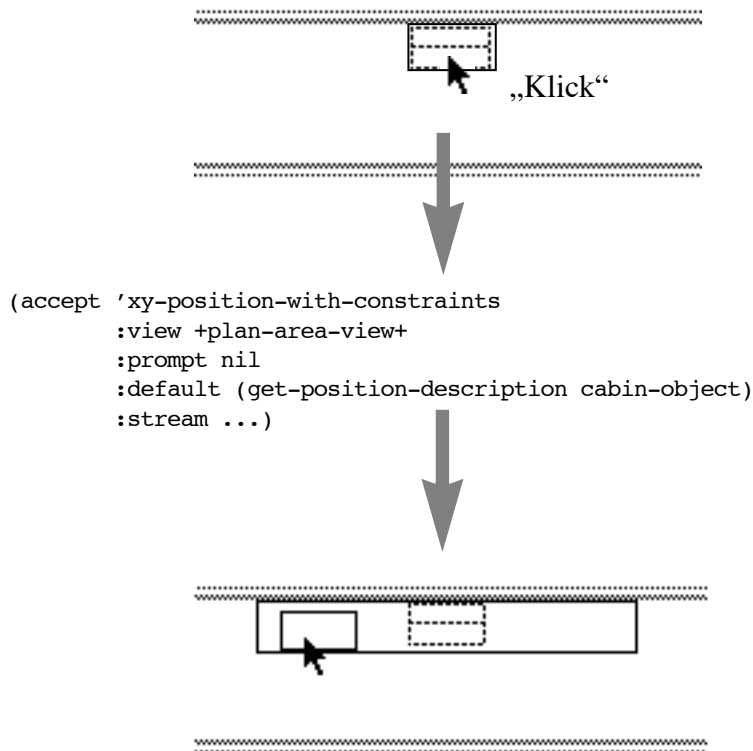 „Klick“
(accept ’xy-position-with-constraints
:view +plan-area-view+
:prompt nil
:default (get-position-description cabin-object)
:stream ...)